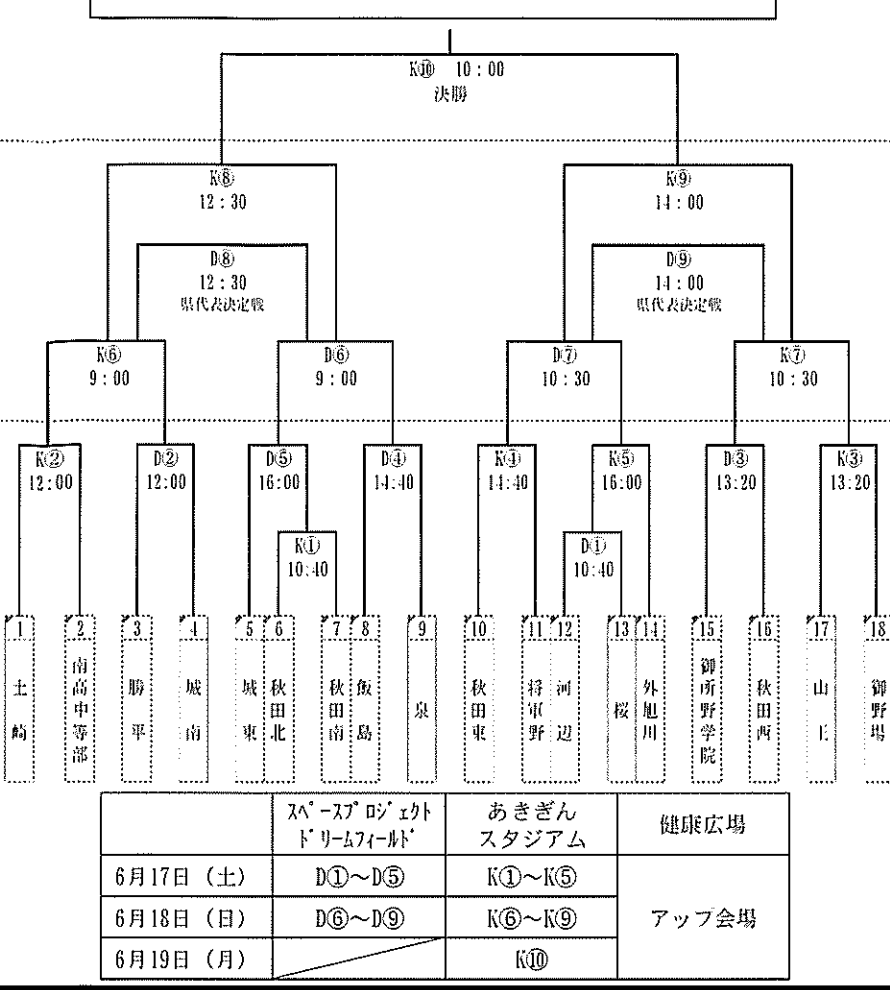 K⑩ 10:00
決勝
K⑧
12:30
K⑨
14:00
D⑧
12:30
県代表決定戦
D⑨
14:00
県代表決定戦
K⑥
9:00
D⑥
9:00
D⑦
10:30
K⑦
10:30
K②
12:00
D②
12:00
D⑤
16:00
D④
14:40
K④
14:40
K⑤
16:00
D③
13:20
K③
13:20
K①
10:40
D①
10:40
1 土崎
2 南高中等部
3 勝平
4 城南
5 城東
6 秋田北
7 秋田南
8 飯島
9 泉
10 秋田東
11 将軍野
12 河辺
13 桜
14 外旭川
15 御所野学院
16 秋田西
17 山王
18 御野場
スペースプロジェクト
ドリームフィールド
あきぎん
スタジアム
健康広場
6月17日(土) D①~D⑤ K①~K⑤
6月18日(日) D⑥~D⑨ K⑥~K⑨
アップ会場
6月19日(月) K⑩